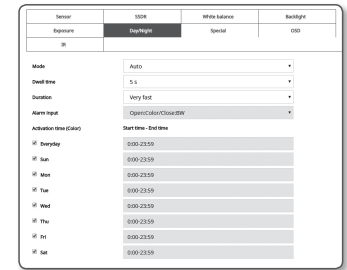 Sensor SSDR White balance Backlight
Exposure Day/Night Special OSD
IR
Mode Auto
Dwell time 5 s
Duration Very fast
Alarm input Open:Color/Close:BW
Activation time (Color) Start time - End time
Everyday 0:00-23:59
Sun 0:00-23:59
Mon 0:00-23:59
Tue 0:00-23:59
Wed 0:00-23:59
Thu 0:00-23:59
Fri 0:00-23:59
Sat 0:00-23:59